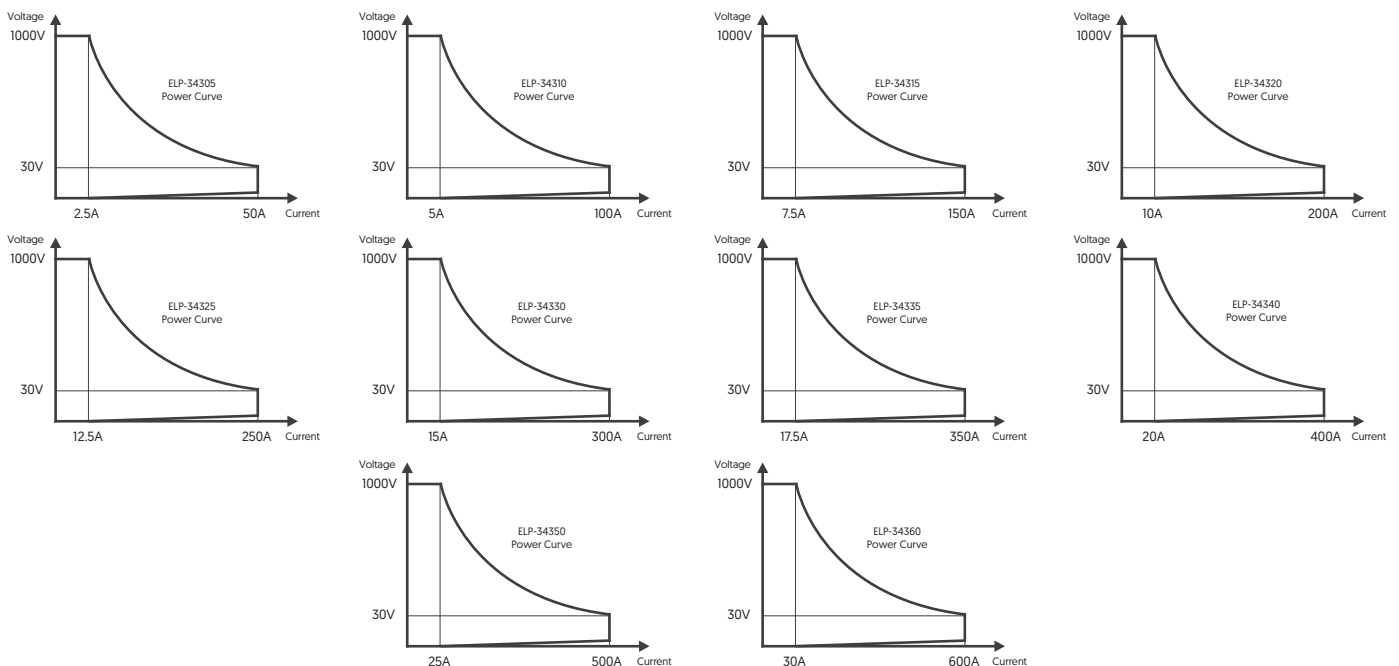 Voltage
1000V
ELP-34305
Power Curve
30V
2.5A
50A
Current
Voltage
1000V
ELP-34310
Power Curve
30V
5A
100A
Current
Voltage
1000V
ELP-34315
Power Curve
30V
7.5A
150A
Current
Voltage
1000V
ELP-34320
Power Curve
30V
10A
200A
Current
Voltage
1000V
ELP-34325
Power Curve
30V
12.5A
250A
Current
Voltage
1000V
ELP-34330
Power Curve
30V
15A
300A
Current
Voltage
1000V
ELP-34335
Power Curve
30V
17.5A
350A
Current
Voltage
1000V
ELP-34340
Power Curve
30V
20A
400A
Current
Voltage
1000V
ELP-34350
Power Curve
30V
25A
500A
Current
Voltage
1000V
ELP-34360
Power Curve
30V
30A
600A
Current